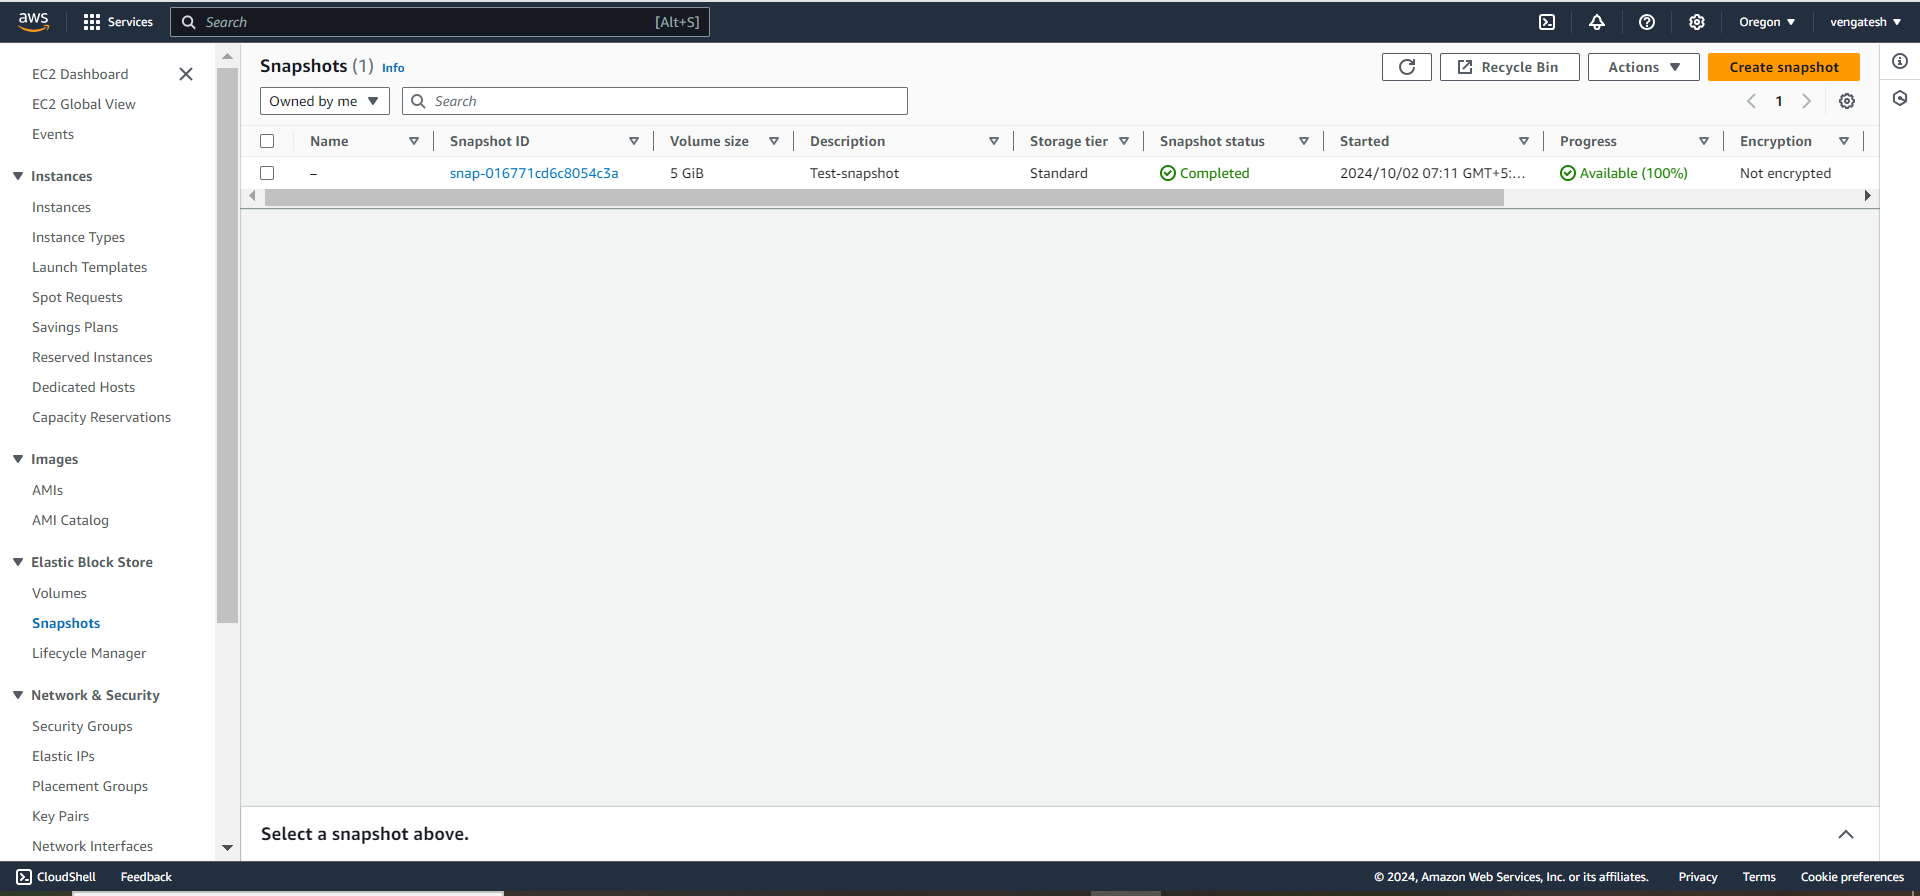 aws Services Search [Alt+S] Oregon vengatesh
EC2 Dashboard
EC2 Global View
Events
Instances
Instances
Instance Types
Launch Templates
Spot Requests
Savings Plans
Reserved Instances
Dedicated Hosts
Capacity Reservations
Images
AMIs
AMI Catalog
Elastic Block Store
Volumes
Snapshots
Lifecycle Manager
Network & Security
Security Groups
Elastic IPs
Placement Groups
Key Pairs
Network Interfaces
Snapshots (1) Info Recycle Bin Actions Create snapshot
Owned by me Search 1
Name Snapshot ID Volume size Description Storage tier Snapshot status Started Progress Encryption
– snap-016771cd6c8054c3a 5 GiB Test-snapshot Standard Completed 2024/10/02 07:11 GMT+5:... Available (100%) Not encrypted
Select a snapshot above.
CloudShell Feedback © 2024, Amazon Web Services, Inc. or its affiliates. Privacy Terms Cookie preferences